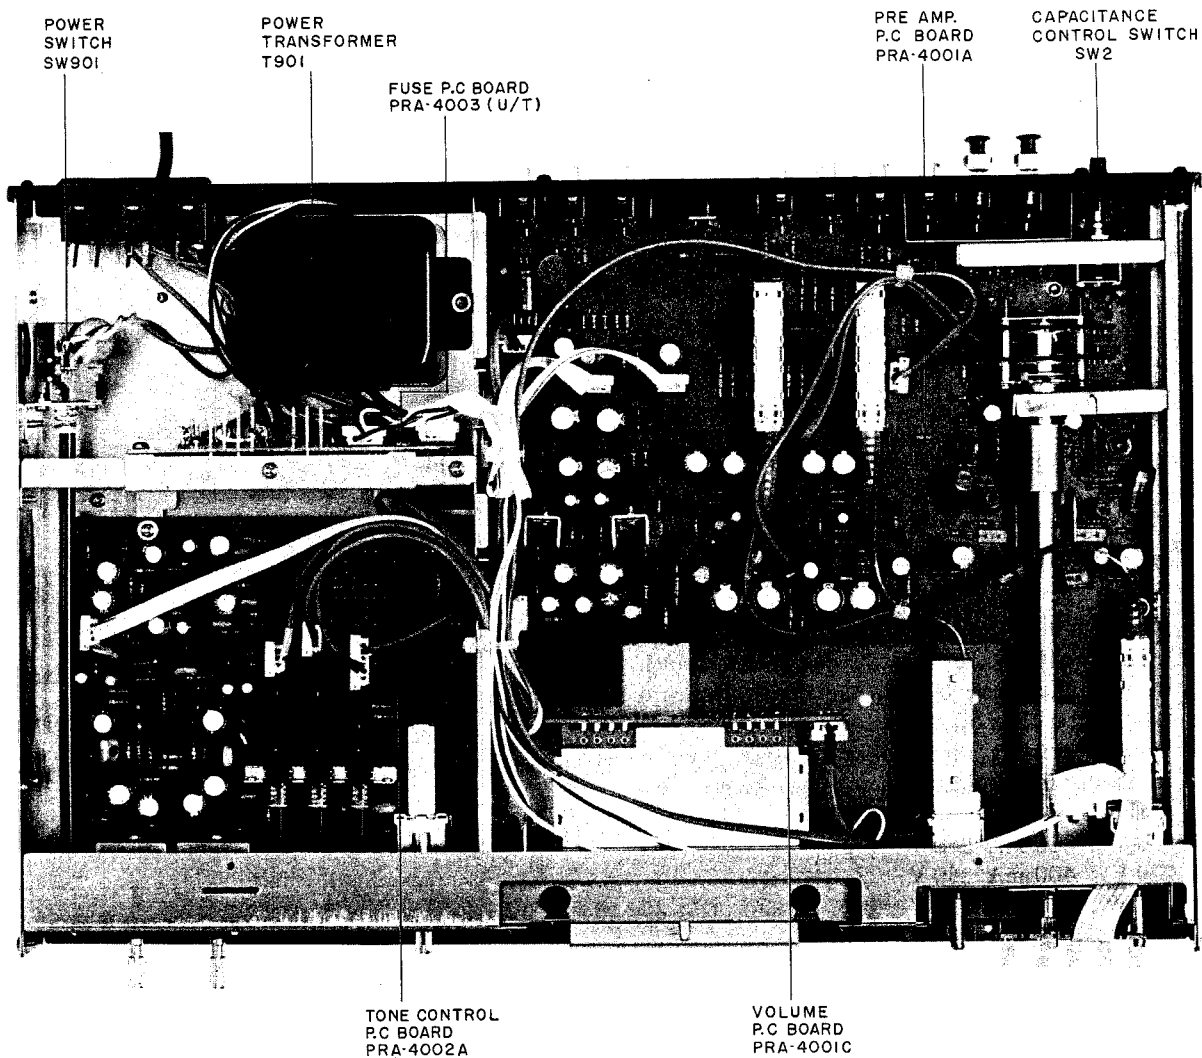 POWER
SWITCH
SW901
POWER
TRANSFORMER
T901
FUSE P.C BOARD
PRA-4003 (U/T)
PRE AMP.
P.C BOARD
PRA-4001A
CAPACITANCE
CONTROL SWITCH
SW2
TONE CONTROL
P.C BOARD
PRA-4002A
VOLUME
P.C BOARD
PRA-4001C